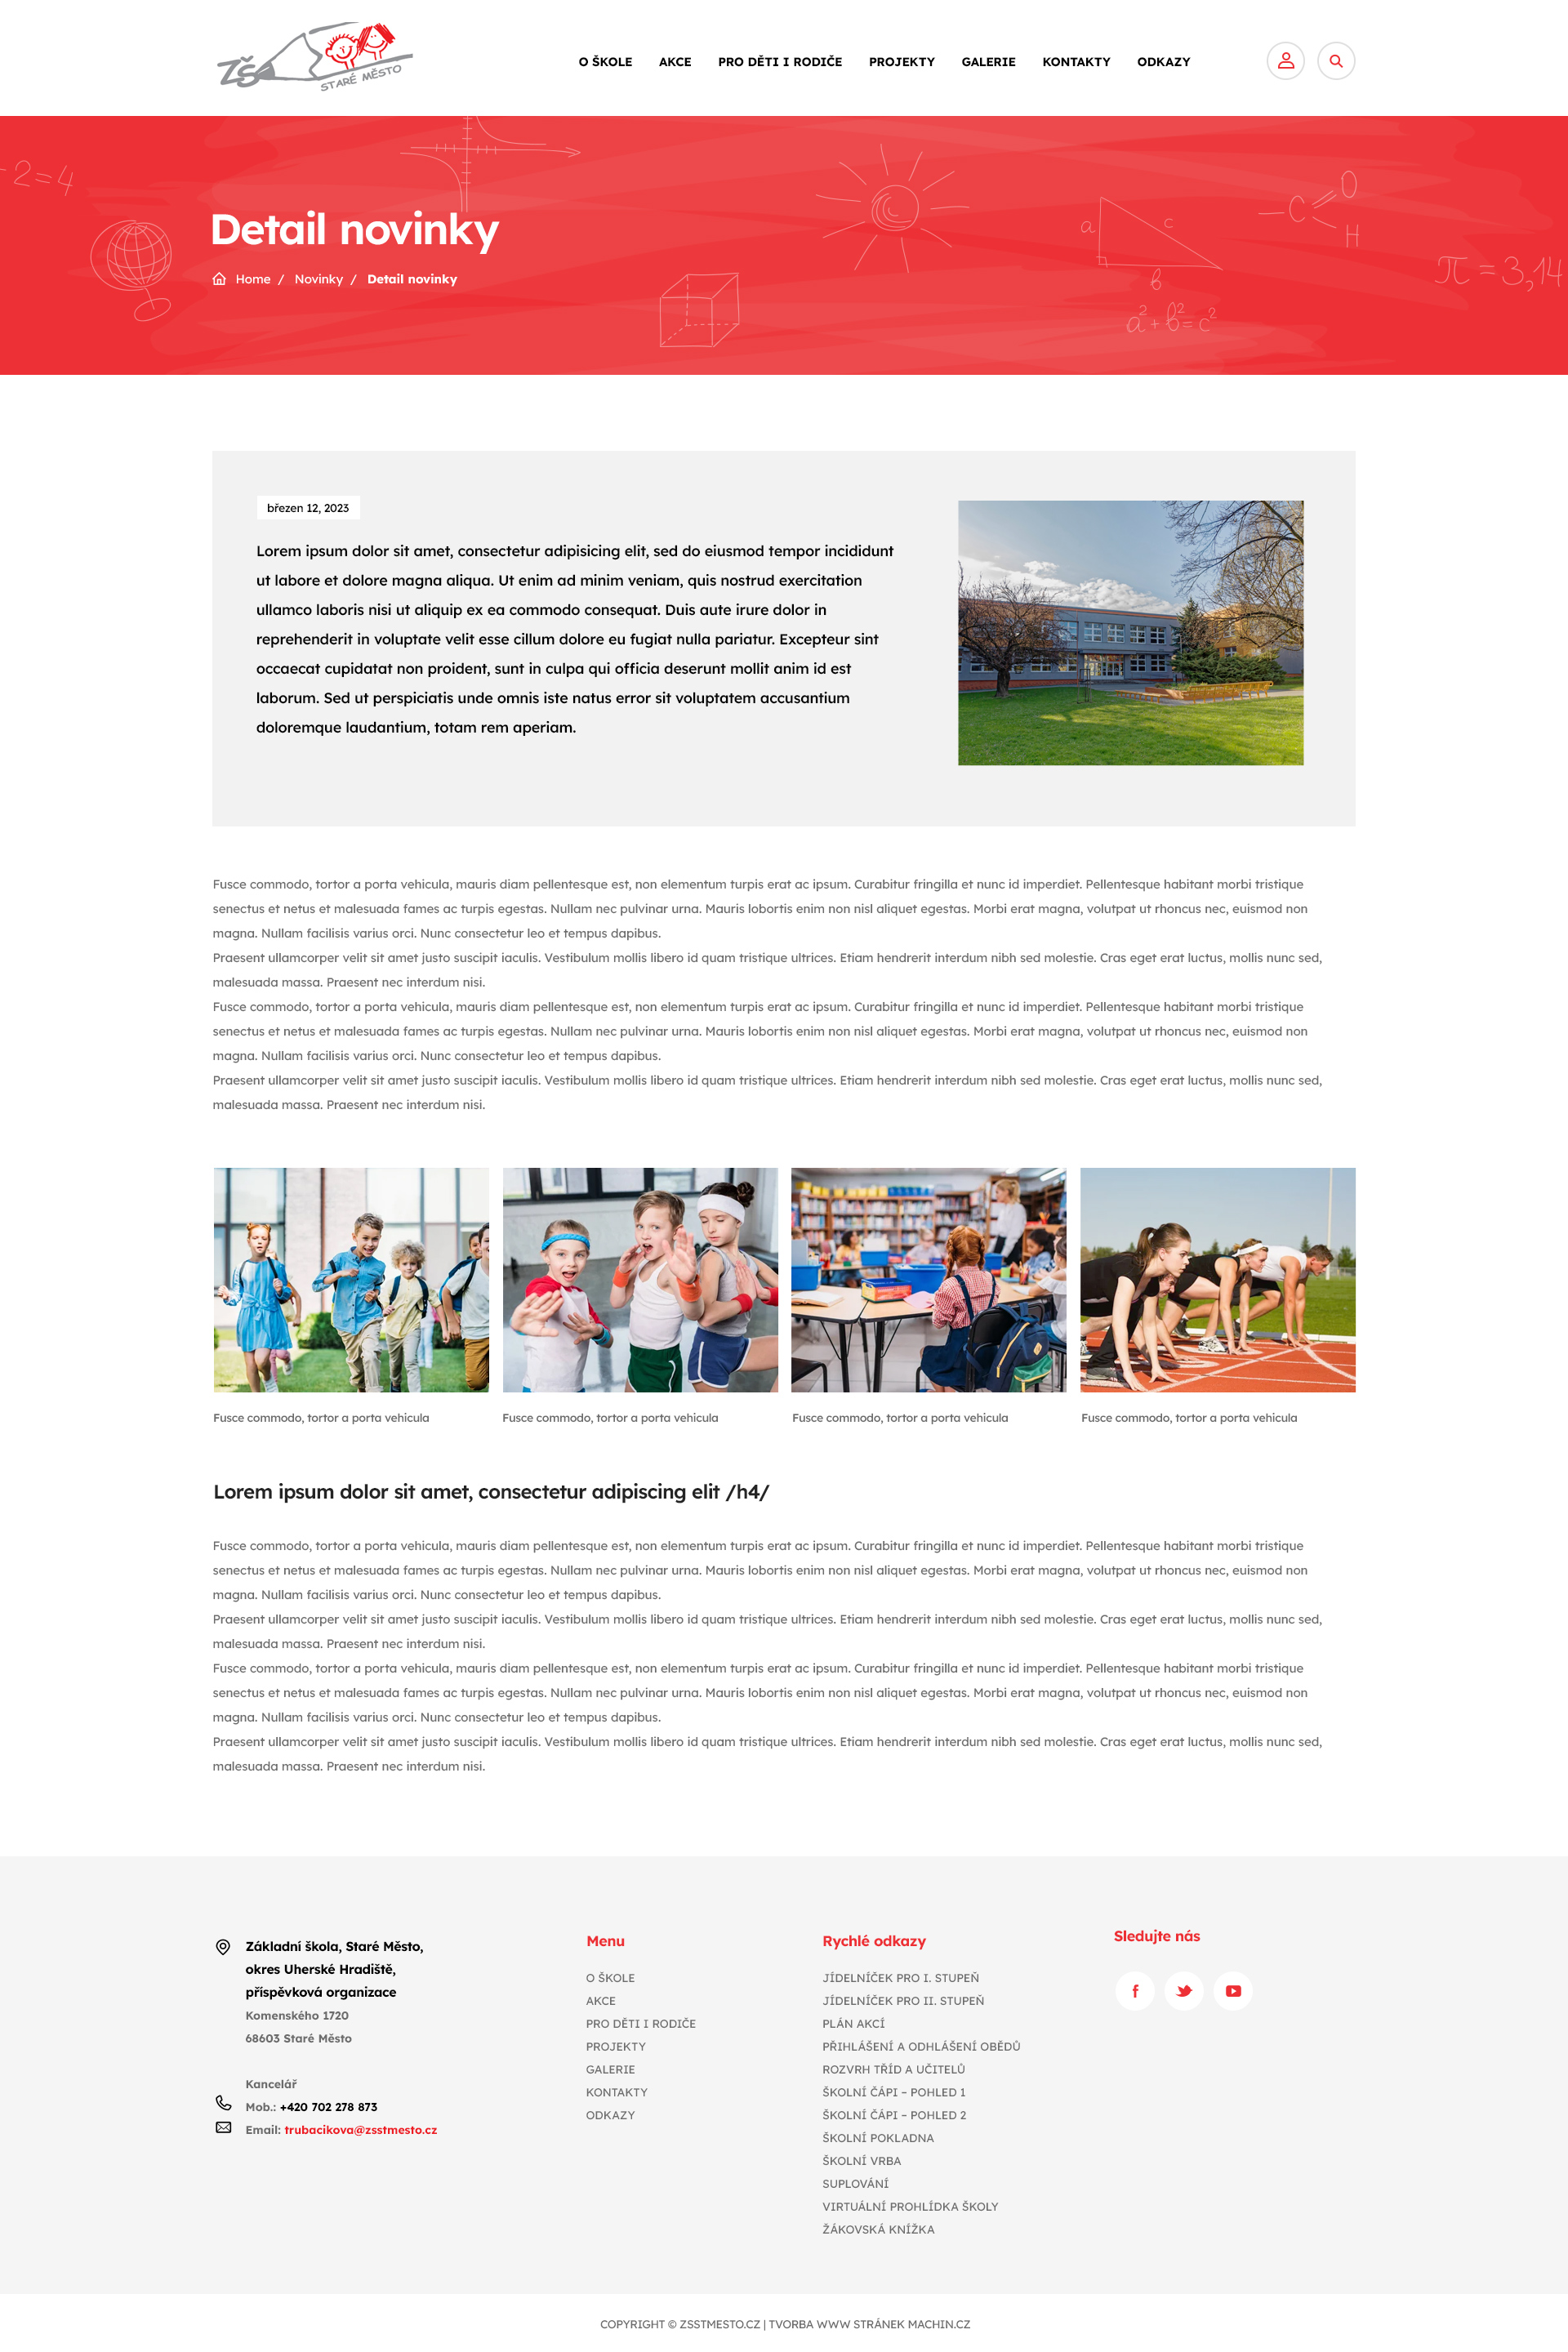 ZŠ
STARÉ MĚSTO
O ŠKOLE AKCE PRO DĚTI I RODIČE PROJEKTY GALERIE KONTAKTY ODKAZY
2=4
Detail novinky
Home / Novinky / Detail novinky
a c
b
a²+b²=c²
C O
H
π=3,14
březen 12, 2023
Lorem ipsum dolor sit amet, consectetur adipisicing elit, sed do eiusmod tempor incididunt
ut labore et dolore magna aliqua. Ut enim ad minim veniam, quis nostrud exercitation
ullamco laboris nisi ut aliquip ex ea commodo consequat. Duis aute irure dolor in
reprehenderit in voluptate velit esse cillum dolore eu fugiat nulla pariatur. Excepteur sint
occaecat cupidatat non proident, sunt in culpa qui officia deserunt mollit anim id est
laborum. Sed ut perspiciatis unde omnis iste natus error sit voluptatem accusantium
doloremque laudantium, totam rem aperiam.
Fusce commodo, tortor a porta vehicula, mauris diam pellentesque est, non elementum turpis erat ac ipsum. Curabitur fringilla et nunc id imperdiet. Pellentesque habitant morbi tristique
senectus et netus et malesuada fames ac turpis egestas. Nullam nec pulvinar urna. Mauris lobortis enim non nisl aliquet egestas. Morbi erat magna, volutpat ut rhoncus nec, euismod non
magna. Nullam facilisis varius orci. Nunc consectetur leo et tempus dapibus.
Praesent ullamcorper velit sit amet justo suscipit iaculis. Vestibulum mollis libero id quam tristique ultrices. Etiam hendrerit interdum nibh sed molestie. Cras eget erat luctus, mollis nunc sed,
malesuada massa. Praesent nec interdum nisi.
Fusce commodo, tortor a porta vehicula, mauris diam pellentesque est, non elementum turpis erat ac ipsum. Curabitur fringilla et nunc id imperdiet. Pellentesque habitant morbi tristique
senectus et netus et malesuada fames ac turpis egestas. Nullam nec pulvinar urna. Mauris lobortis enim non nisl aliquet egestas. Morbi erat magna, volutpat ut rhoncus nec, euismod non
magna. Nullam facilisis varius orci. Nunc consectetur leo et tempus dapibus.
Praesent ullamcorper velit sit amet justo suscipit iaculis. Vestibulum mollis libero id quam tristique ultrices. Etiam hendrerit interdum nibh sed molestie. Cras eget erat luctus, mollis nunc sed,
malesuada massa. Praesent nec interdum nisi.
Fusce commodo, tortor a porta vehicula
Fusce commodo, tortor a porta vehicula
Fusce commodo, tortor a porta vehicula
Fusce commodo, tortor a porta vehicula
Lorem ipsum dolor sit amet, consectetur adipiscing elit /h4/
Fusce commodo, tortor a porta vehicula, mauris diam pellentesque est, non elementum turpis erat ac ipsum. Curabitur fringilla et nunc id imperdiet. Pellentesque habitant morbi tristique
senectus et netus et malesuada fames ac turpis egestas. Nullam nec pulvinar urna. Mauris lobortis enim non nisl aliquet egestas. Morbi erat magna, volutpat ut rhoncus nec, euismod non
magna. Nullam facilisis varius orci. Nunc consectetur leo et tempus dapibus.
Praesent ullamcorper velit sit amet justo suscipit iaculis. Vestibulum mollis libero id quam tristique ultrices. Etiam hendrerit interdum nibh sed molestie. Cras eget erat luctus, mollis nunc sed,
malesuada massa. Praesent nec interdum nisi.
Fusce commodo, tortor a porta vehicula, mauris diam pellentesque est, non elementum turpis erat ac ipsum. Curabitur fringilla et nunc id imperdiet. Pellentesque habitant morbi tristique
senectus et netus et malesuada fames ac turpis egestas. Nullam nec pulvinar urna. Mauris lobortis enim non nisl aliquet egestas. Morbi erat magna, volutpat ut rhoncus nec, euismod non
magna. Nullam facilisis varius orci. Nunc consectetur leo et tempus dapibus.
Praesent ullamcorper velit sit amet justo suscipit iaculis. Vestibulum mollis libero id quam tristique ultrices. Etiam hendrerit interdum nibh sed molestie. Cras eget erat luctus, mollis nunc sed,
malesuada massa. Praesent nec interdum nisi.
Základní škola, Staré Město,
okres Uherské Hradiště,
příspěvková organizace
Komenského 1720
68603 Staré Město
Kancelář
Mob.: +420 702 278 873
Email: trubacikova@zsstmesto.cz
Menu
O ŠKOLE
AKCE
PRO DĚTI I RODIČE
PROJEKTY
GALERIE
KONTAKTY
ODKAZY
Rychlé odkazy
JÍDELNÍČEK PRO I. STUPEŇ
JÍDELNÍČEK PRO II. STUPEŇ
PLÁN AKCÍ
PŘIHLÁŠENÍ A ODHLÁŠENÍ OBĚDŮ
ROZVRH TŘÍD A UČITELŮ
ŠKOLNÍ ČÁPI – POHLED 1
ŠKOLNÍ ČÁPI – POHLED 2
ŠKOLNÍ POKLADNA
ŠKOLNÍ VRBA
SUPLOVÁNÍ
VIRTUÁLNÍ PROHLÍDKA ŠKOLY
ŽÁKOVSKÁ KNÍŽKA
Sledujte nás
COPYRIGHT © ZSSTMESTO.CZ | TVORBA WWW STRÁNEK MACHIN.CZ